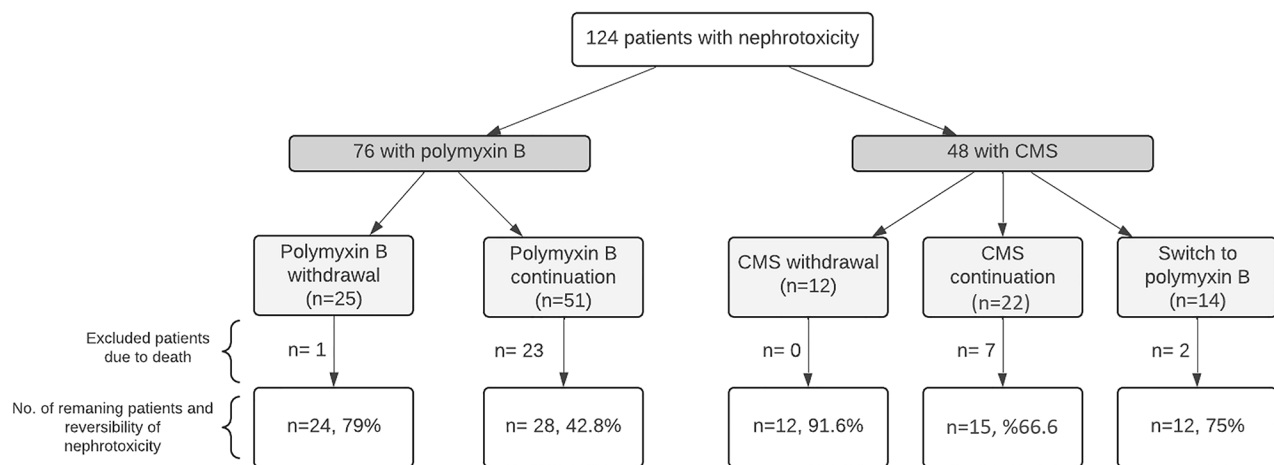 124 patients with nephrotoxicity
76 with polymyxin B
48 with CMS
Polymyxin B
withdrawal
(n=25)
Polymyxin B
continuation
(n=51)
CMS withdrawal
(n=12)
CMS
continuation
(n=22)
Switch to
polymyxin B
(n=14)
Excluded patients
due to death
n= 1
n= 23
n= 0
n= 7
n= 2
No. of remaning patients and
reversibility of
nephrotoxicity
n=24, 79%
n= 28, 42.8%
n=12, 91.6%
n=15, %66.6
n=12, 75%